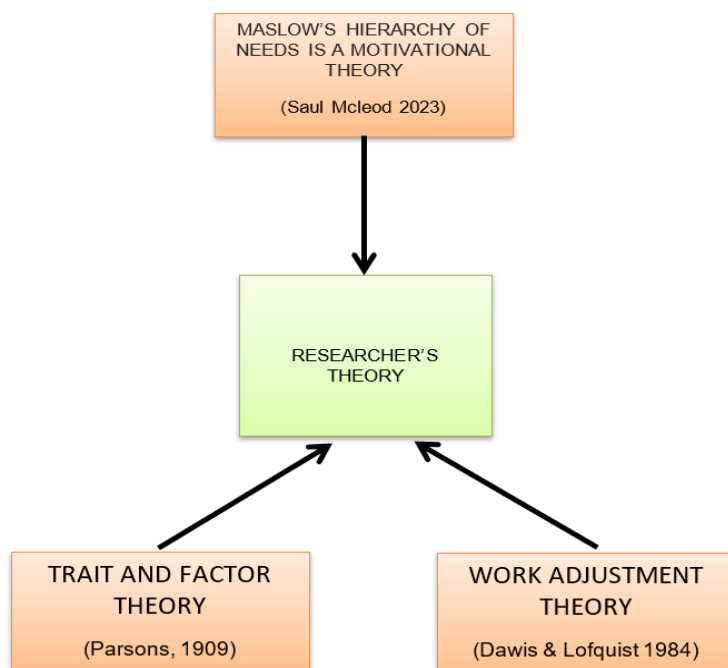 MASLOW'S HIERARCHY OF
NEEDS IS A MOTIVATIONAL
THEORY
(Saul Mcleod 2023)
RESEARCHER'S
THEORY
TRAIT AND FACTOR
THEORY
(Parsons, 1909)
WORK ADJUSTMENT
THEORY
(Dawis & Lofquist 1984)